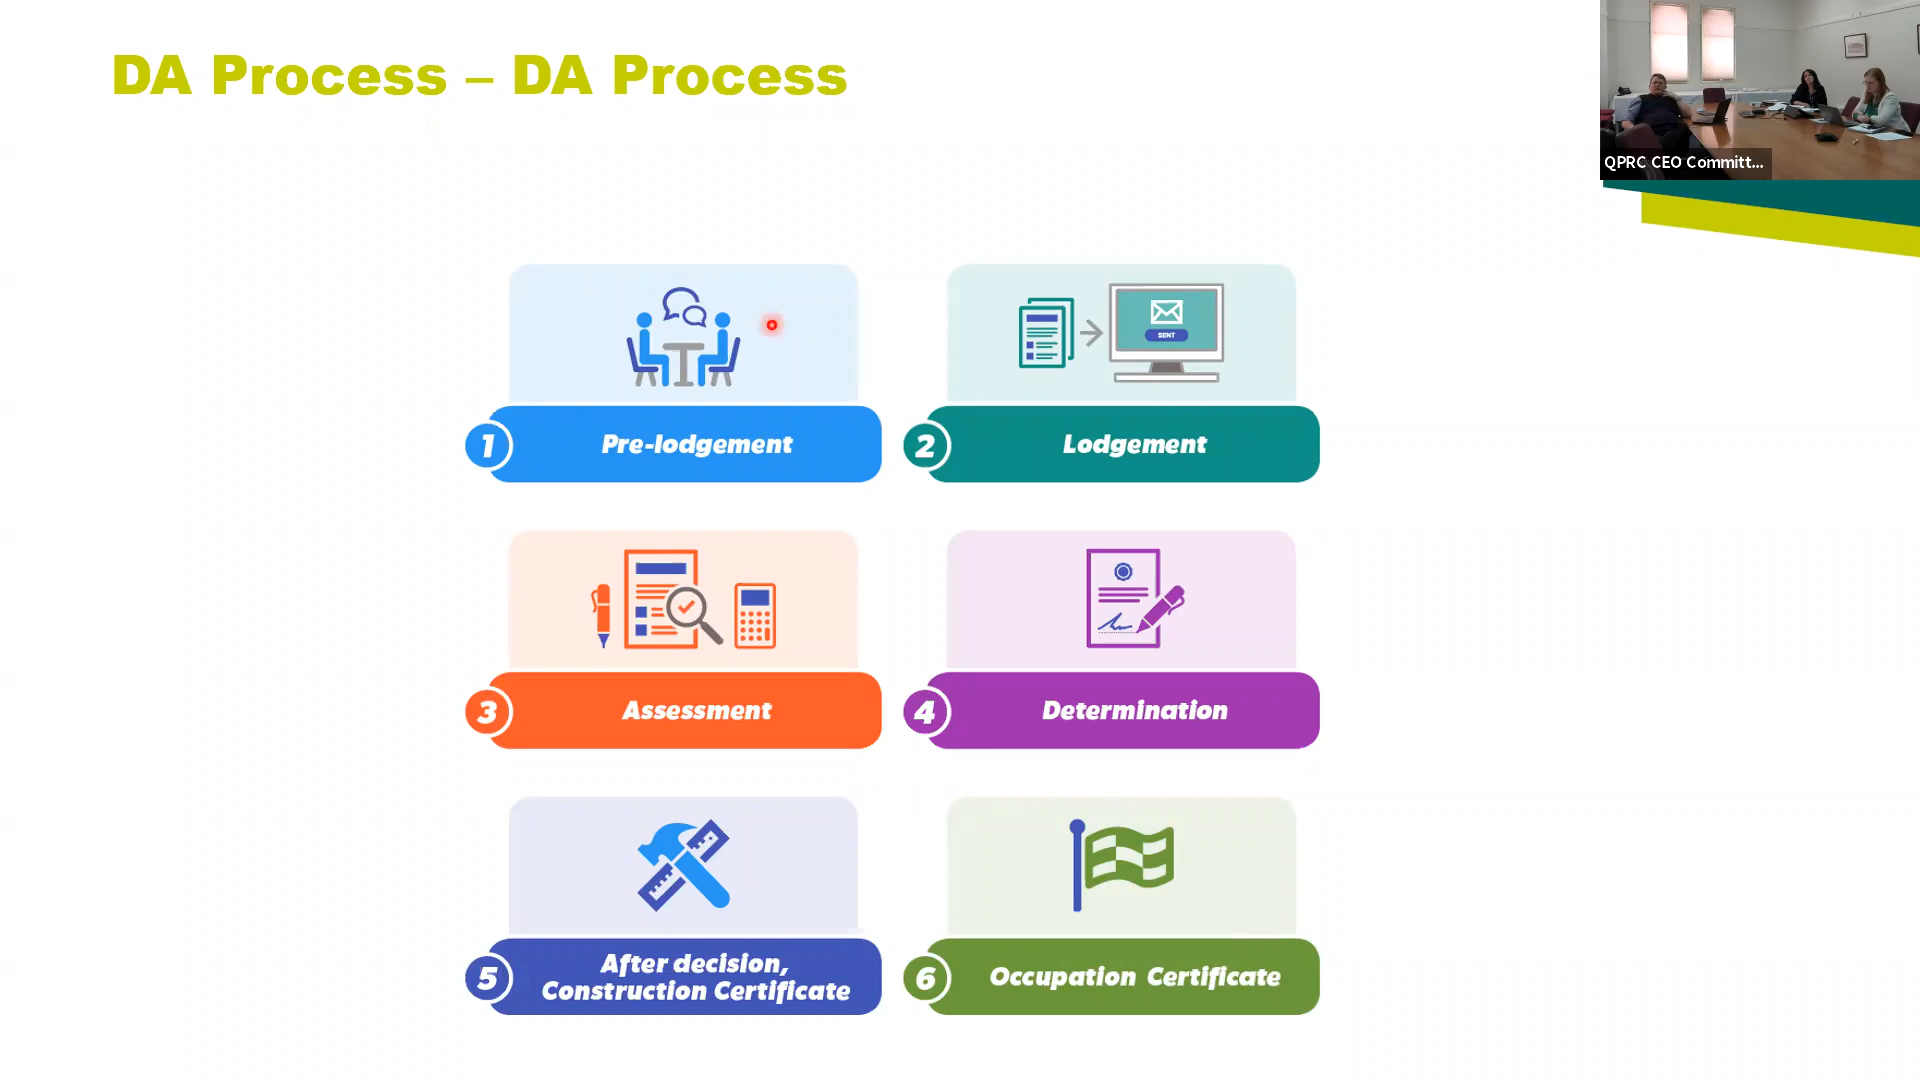 DA Process – DA Process
QPRC CEO Committ...
SENT
1 Pre-lodgement
2 Lodgement
3 Assessment
4 Determination
5 After decision,
Construction Certificate
6 Occupation Certificate